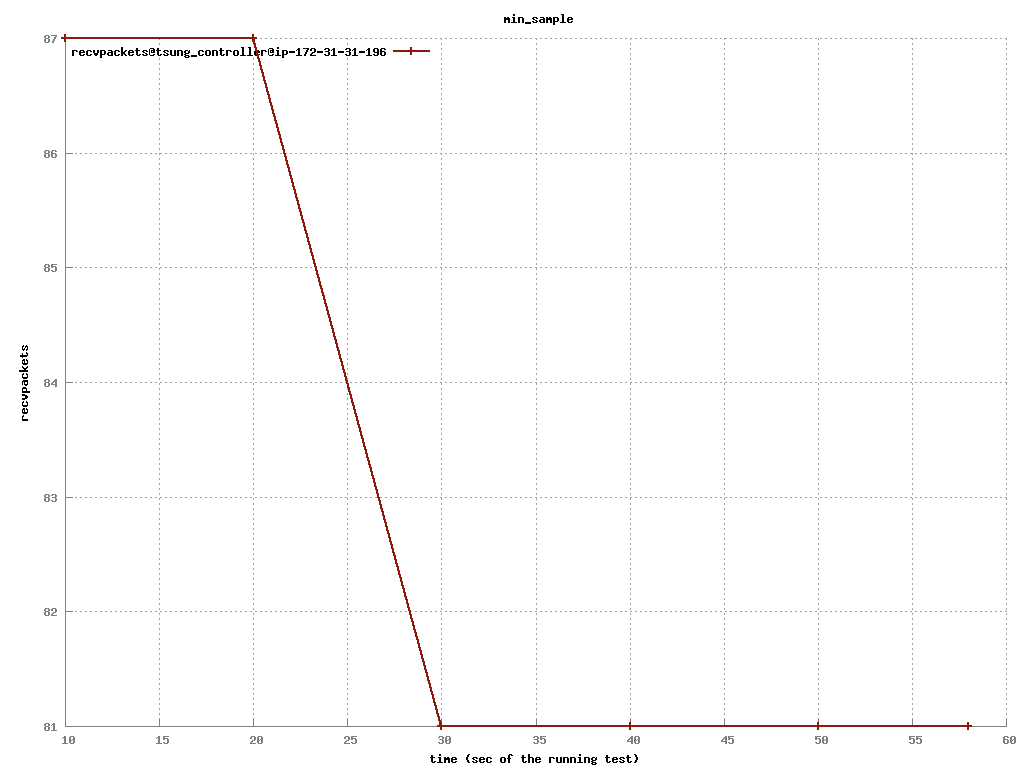 min_sample
87
recvpackets@tsung_controller@ip-172-31-31-196
86
85
84
recvpackets
83
82
81
10 15 20 25 30 35 40 45 50 55 60
time (sec of the running test)